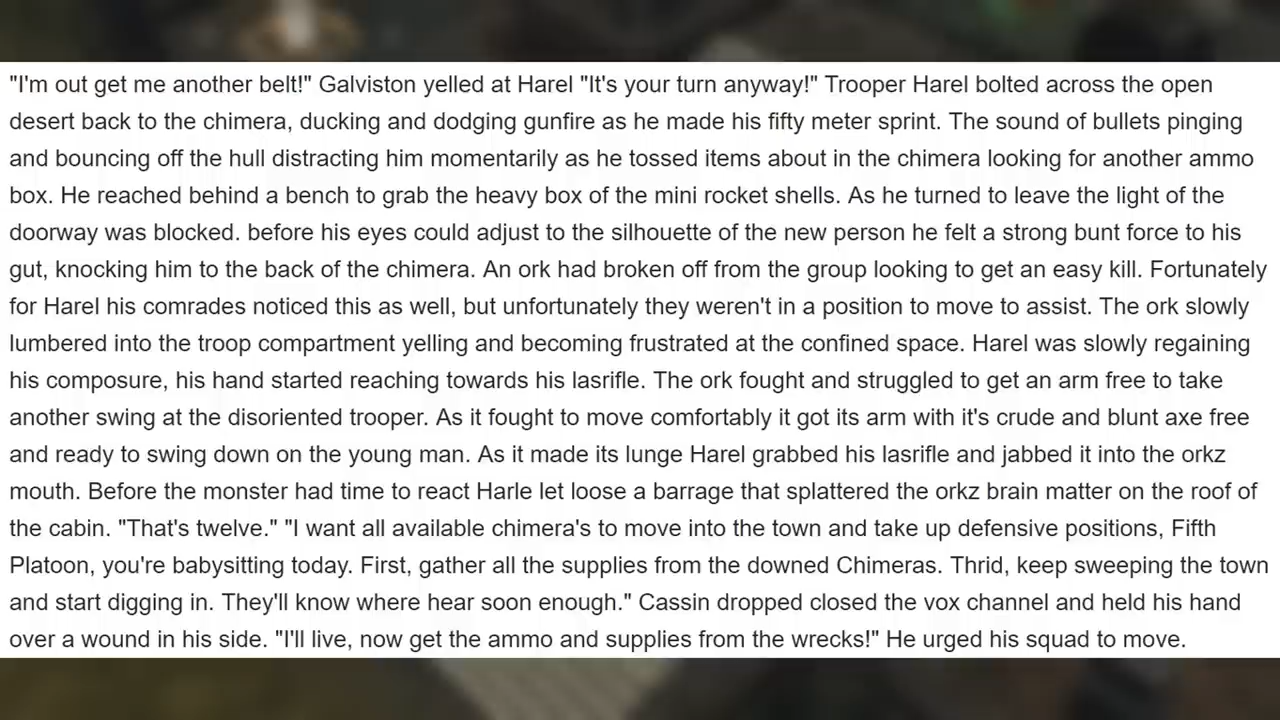 "I'm out get me another belt!" Galviston yelled at Harel "It's your turn anyway!" Trooper Harel bolted across the open
desert back to the chimera, ducking and dodging gunfire as he made his fifty meter sprint. The sound of bullets pinging
and bouncing off the hull distracting him momentarily as he tossed items about in the chimera looking for another ammo
box. He reached behind a bench to grab the heavy box of the mini rocket shells. As he turned to leave the light of the
doorway was blocked. before his eyes could adjust to the silhouette of the new person he felt a strong bunt force to his
gut, knocking him to the back of the chimera. An ork had broken off from the group looking to get an easy kill. Fortunately
for Harel his comrades noticed this as well, but unfortunately they weren't in a position to move to assist. The ork slowly
lumbered into the troop compartment yelling and becoming frustrated at the confined space. Harel was slowly regaining
his composure, his hand started reaching towards his lasrifle. The ork fought and struggled to get an arm free to take
another swing at the disoriented trooper. As it fought to move comfortably it got its arm with it's crude and blunt axe free
and ready to swing down on the young man. As it made its lunge Harel grabbed his lasrifle and jabbed it into the orkz
mouth. Before the monster had time to react Harle let loose a barrage that splattered the orkz brain matter on the roof of
the cabin. "That's twelve." "I want all available chimera's to move into the town and take up defensive positions, Fifth
Platoon, you're babysitting today. First, gather all the supplies from the downed Chimeras. Thrid, keep sweeping the town
and start digging in. They'll know where hear soon enough." Cassin dropped closed the vox channel and held his hand
over a wound in his side. "I'll live, now get the ammo and supplies from the wrecks!" He urged his squad to move.